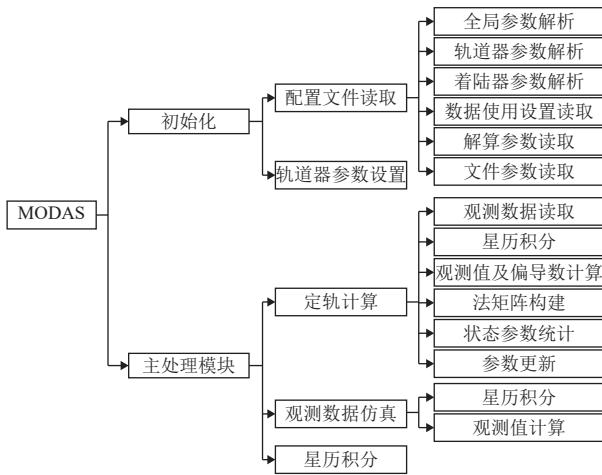 MODAS
初始化
配置文件读取
全局参数解析
轨道器参数解析
着陆器参数解析
数据使用设置读取
解算参数读取
文件参数读取
轨道器参数设置
主处理模块
定轨计算
观测数据读取
星历积分
观测值及偏导数计算
法矩阵构建
状态参数统计
参数更新
观测数据仿真
星历积分
观测值计算
星历积分